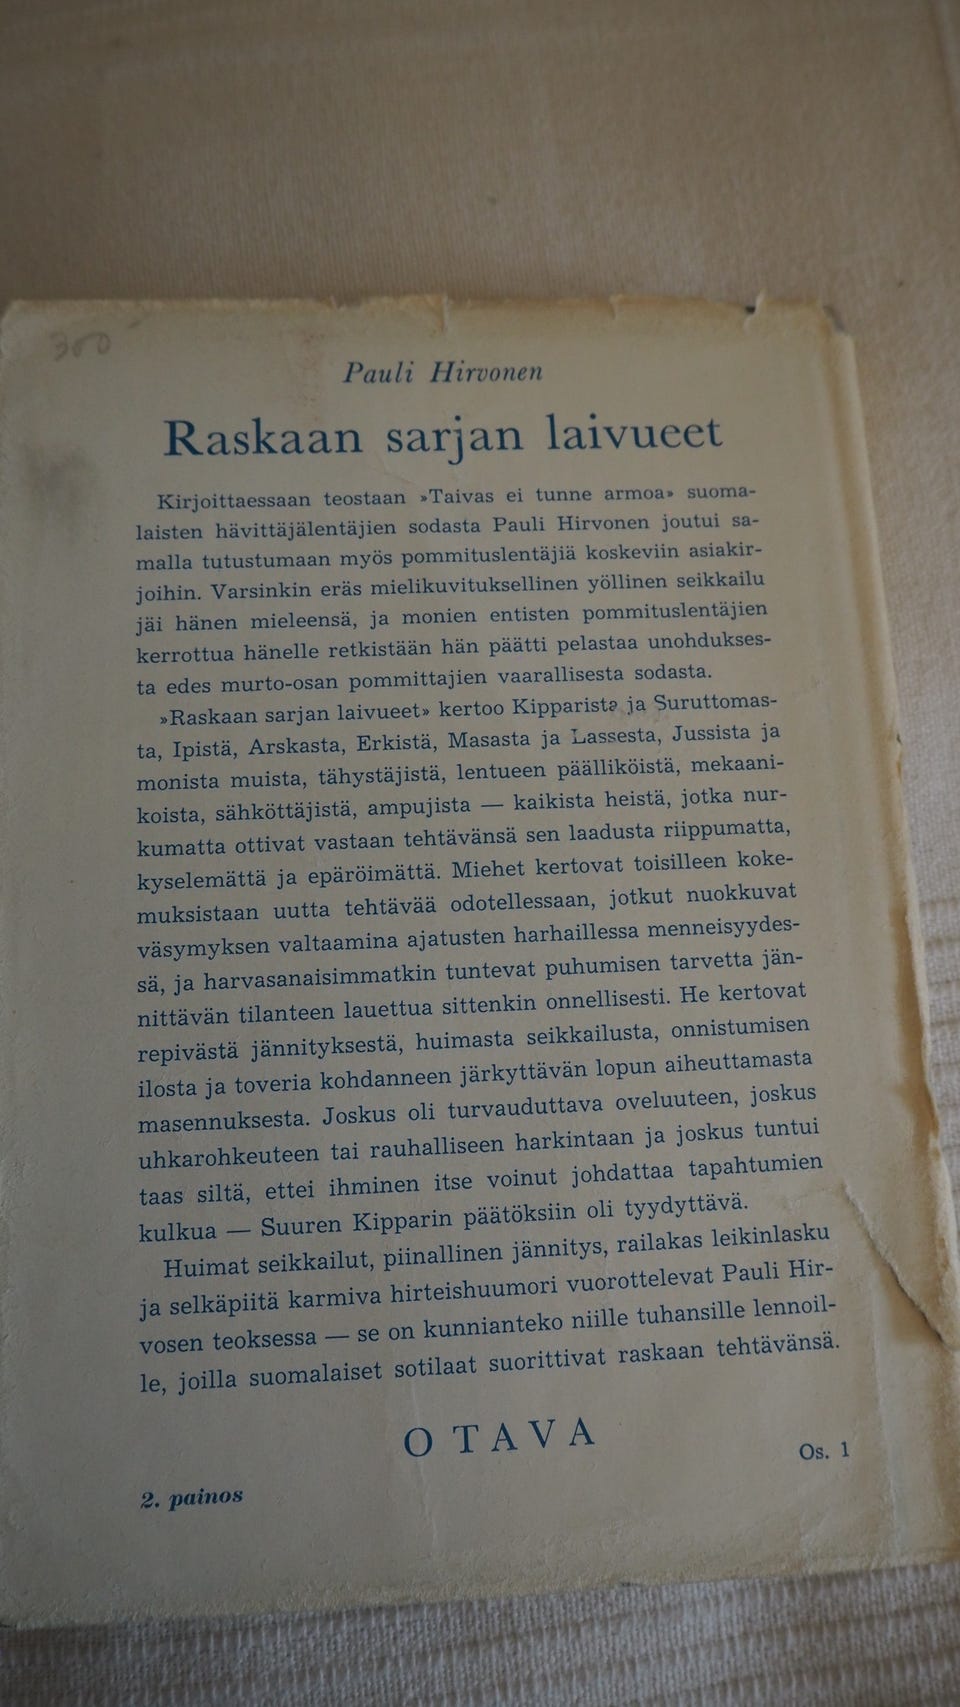 300
Pauli Hirvonen
Raskaan sarjan laivueet
Kirjoittaessaan teostaan »Taivas ei tunne armoa» suoma-
laisten hävittäjälentäjien sodasta Pauli Hirvonen joutui sa-
malla tutustumaan myös pommituslentäjiä koskeviin asiakir-
joihin. Varsinkin eräs mielikuvituksellinen yöllinen seikkailu
jäi hänen mieleensä, ja monien entisten pommituslentäjien
kerrottua hänelle retkistään hän päätti pelastaa unohdukses-
ta edes murto-osan pommittajien vaarallisesta sodasta.
»Raskaan sarjan laivueet» kertoo Kipparista ja Suruttomas-
ta, Ipistä, Arskasta, Erkistä, Masasta ja Lassesta, Jussista ja
monista muista, tähystäjistä, lentueen päälliköistä, mekaani-
koista, sähköttäjistä, ampujista — kaikista heistä, jotka nur-
kumatta ottivat vastaan tehtävänsä sen laadusta riippumatta,
kyselemättä ja epäröimättä. Miehet kertovat toisilleen koke-
muksistaan uutta tehtävää odotellessaan, jotkut nuokkuvat
väsymyksen valtaamina ajatusten harhaillessa menneisyydes-
sä, ja harvasanaisimmatkin tuntevat puhumisen tarvetta jän-
nittävän tilanteen lauettua sittenkin onnellisesti. He kertovat
repivästä jännityksestä, huimasta seikkailusta, onnistumisen
ilosta ja toveria kohdanneen järkyttävän lopun aiheuttamasta
masennuksesta. Joskus oli turvauduttava oveluuteen, joskus
uhkarohkeuteen tai rauhalliseen harkintaan ja joskus tuntui
taas siltä, ettei ihminen itse voinut johdattaa tapahtumien
kulkua — Suuren Kipparin päätöksiin oli tyydyttävä.
Huimat seikkailut, piinallinen jännitys, railakas leikinlasku
ja selkäpiitä karmiva hirteishuumori vuorottelevat Pauli Hir-
vosen teoksessa — se on kunnianteko niille tuhansille lennoil-
le, joilla suomalaiset sotilaat suorittivat raskaan tehtävänsä.
OTAVA
Os. 1
2. painos